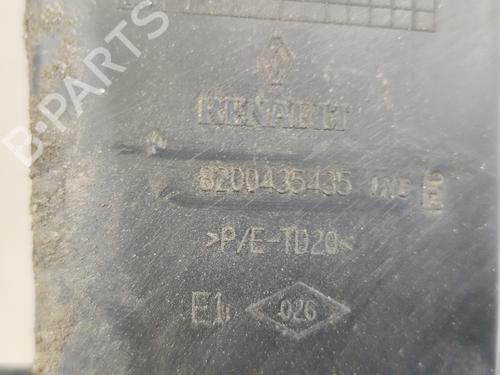 RENAULT
8200435435
>P/E-TD20<
E1 026
B-PARTS